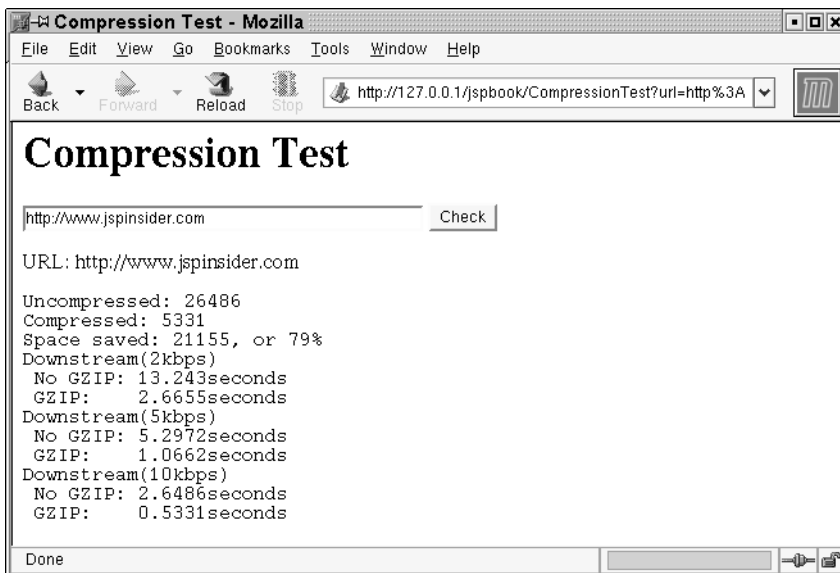 Compression Test - Mozilla
File Edit View Go Bookmarks Tools Window Help
Back Forward Reload Stop http://127.0.0.1/jspbook/CompressionTest?url=http%3A
Compression Test
http://www.jspinsider.com Check
URL: http://www.jspinsider.com
Uncompressed: 26486
Compressed: 5331
Space saved: 21155, or 79%
Downstream(2kbps)
No GZIP: 13.243seconds
GZIP: 2.6655seconds
Downstream(5kbps)
No GZIP: 5.2972seconds
GZIP: 1.0662seconds
Downstream(10kbps)
No GZIP: 2.6486seconds
GZIP: 0.5331seconds
Done